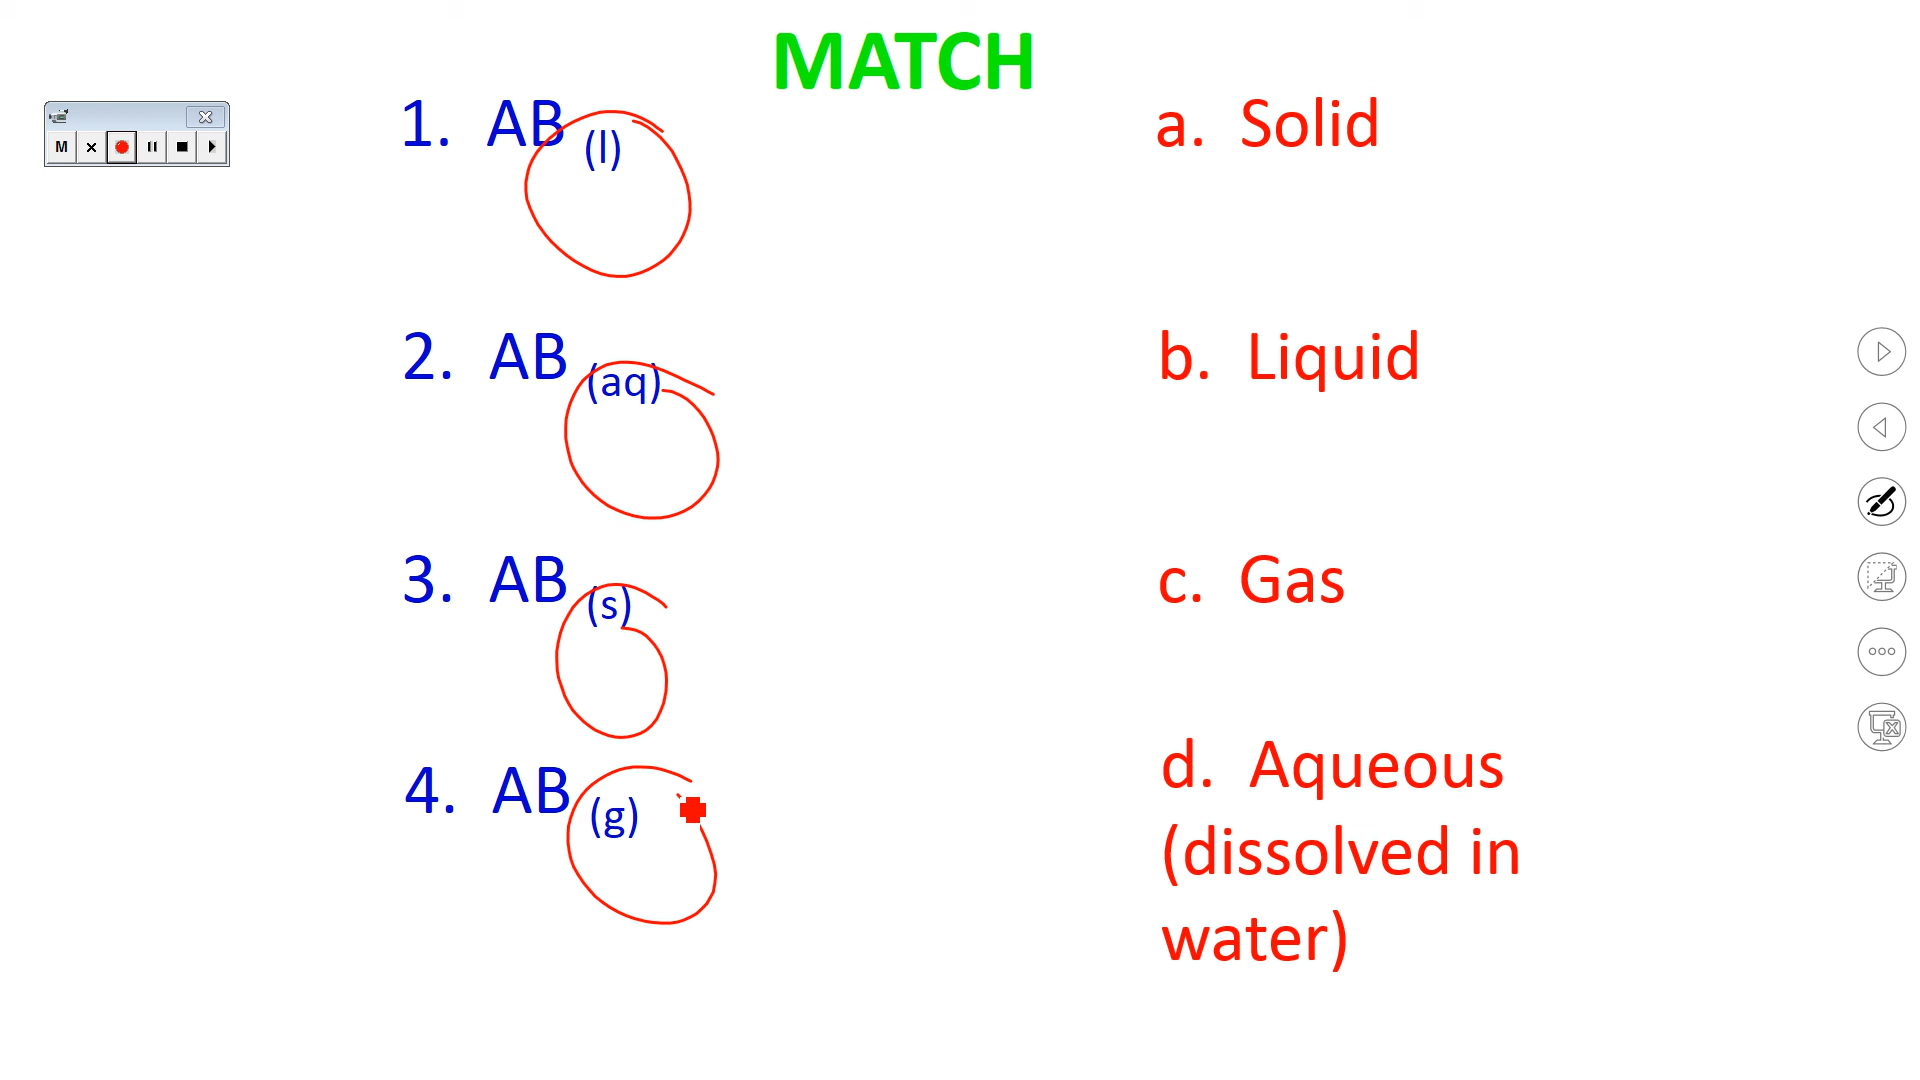 MATCH
M
1. AB (l)
a. Solid
2. AB (aq)
b. Liquid
3. AB (s)
c. Gas
4. AB (g)
d. Aqueous
(dissolved in
water)